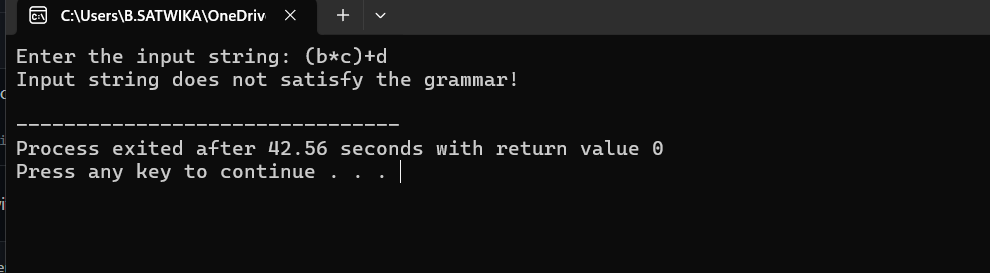 C:\Users\B.SATWIKA\OneDriv
Enter the input string: (b*c)+d
Input string does not satisfy the grammar!
--------------------------------
Process exited after 42.56 seconds with return value 0
Press any key to continue . . .